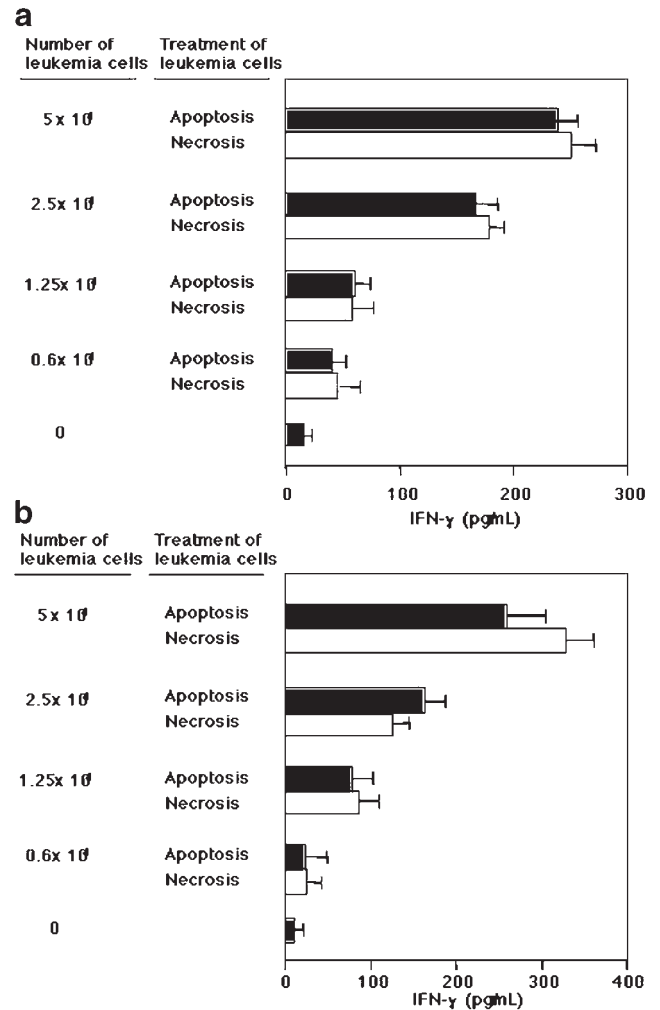 a
Number of leukemia cells
Treatment of leukemia cells
5x 10
Apoptosis
Necrosis
2.5x 10
Apoptosis
Necrosis
1.25x 10
Apoptosis
Necrosis
0.6x 10
Apoptosis
Necrosis
0
0 100 200 300
IFN-γ (pg/mL)
b
Number of leukemia cells
Treatment of leukemia cells
5x 10
Apoptosis
Necrosis
2.5x 10
Apoptosis
Necrosis
1.25x 10
Apoptosis
Necrosis
0.6x 10
Apoptosis
Necrosis
0
0 100 200 300 400
IFN-γ (pg/mL)